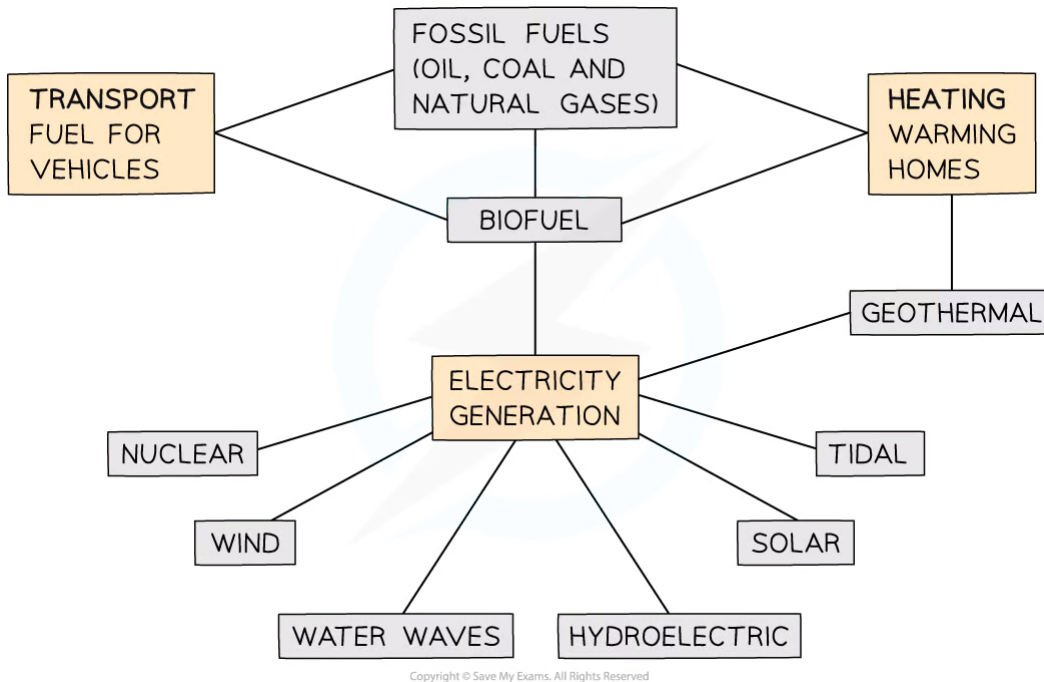 FOSSIL FUELS
(OIL, COAL AND
NATURAL GASES)
TRANSPORT
FUEL FOR
VEHICLES
HEATING
WARMING
HOMES
BIOFUEL
GEOTHERMAL
ELECTRICITY
GENERATION
NUCLEAR
TIDAL
WIND
SOLAR
WATER WAVES
HYDROELECTRIC
Copyright © Save My Exams. All Rights Reserved